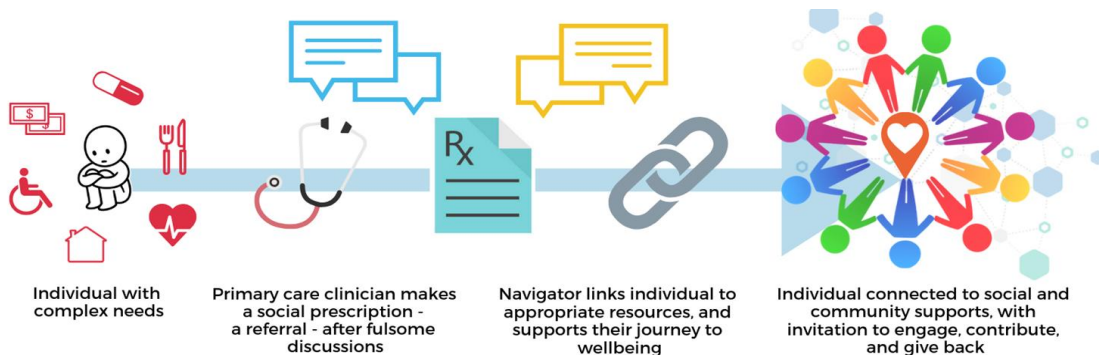 $
$
Rx
Individual with
complex needs
Primary care clinician makes
a social prescription -
a referral - after fulsome
discussions
Navigator links individual to
appropriate resources, and
supports their journey to
wellbeing
Individual connected to social and
community supports, with
invitation to engage, contribute,
and give back